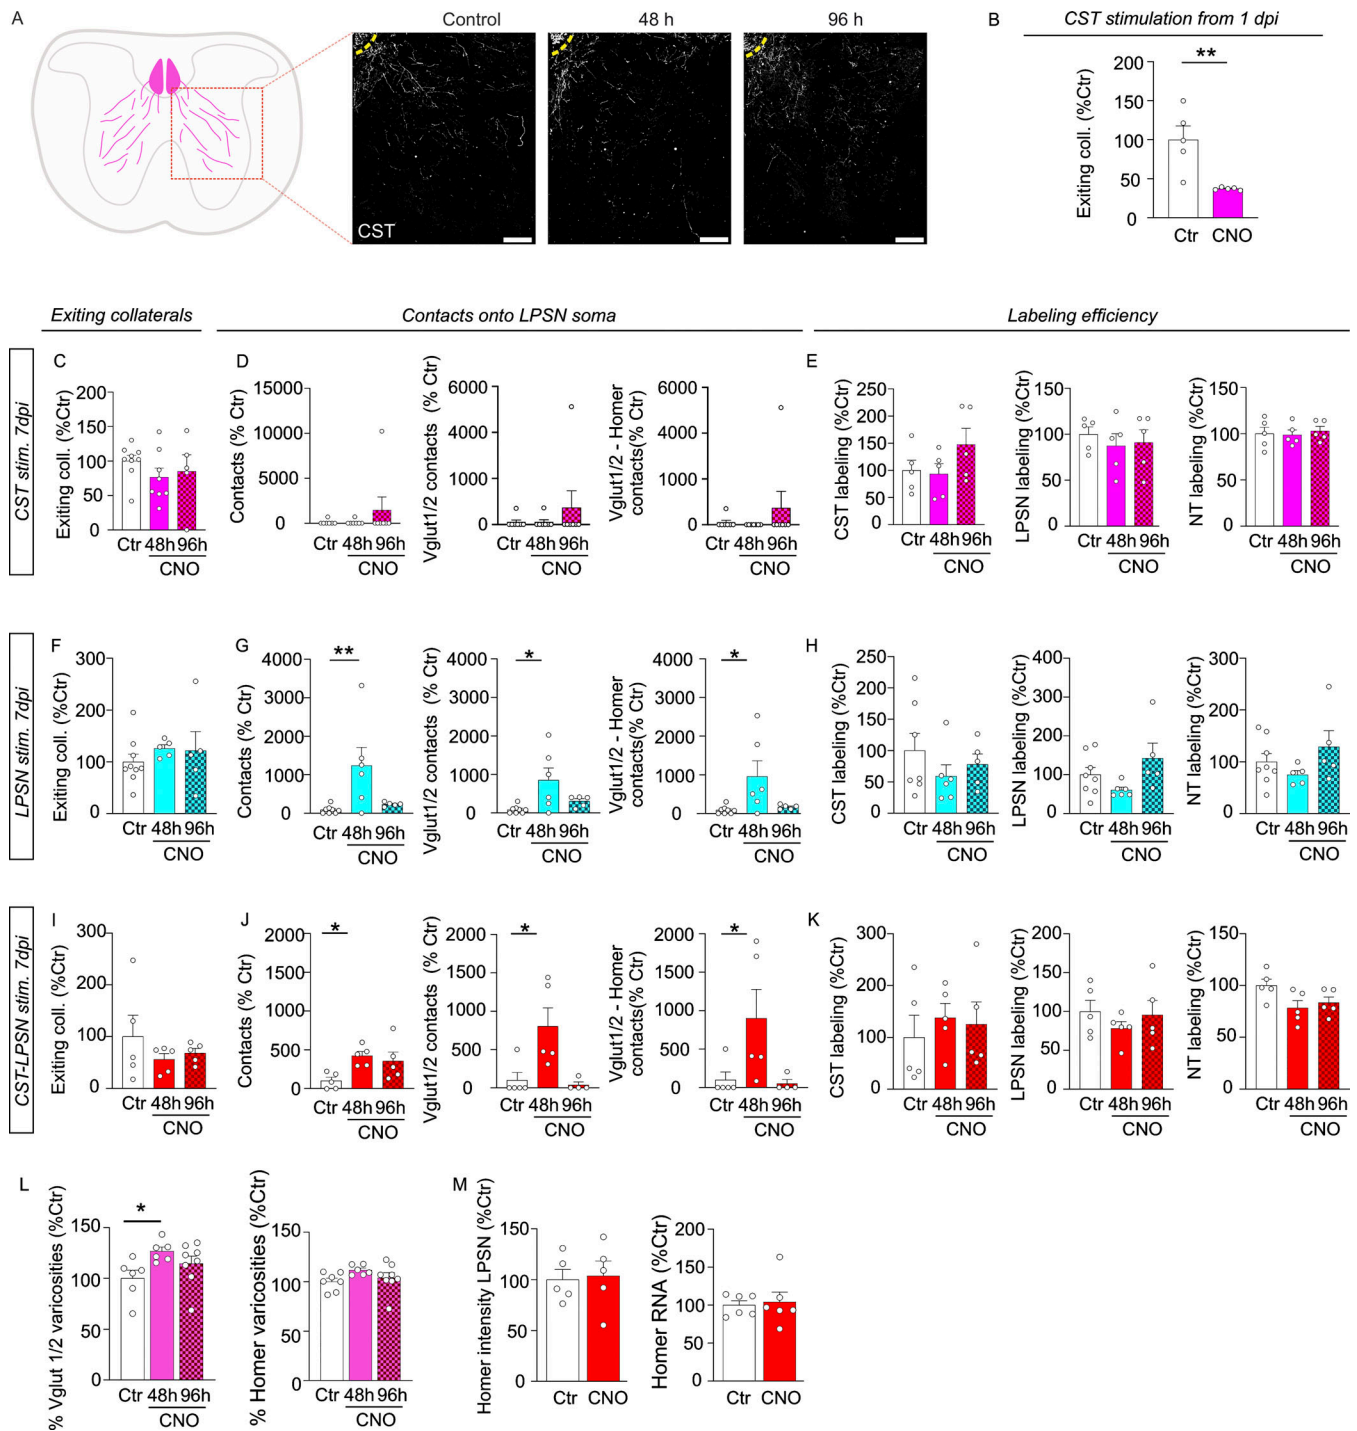 A
Control
48 h
96 h
CST
B
CST stimulation from 1 dpi
**
Exiting coll. (%Ctr)
200
150
100
50
0
Ctr
CNO
Exiting collaterals
Contacts onto LPSN soma
Labeling efficiency
CST stim. 7dpi
C
Exiting coll. (%Ctr)
200
150
100
50
0
Ctr 48h 96h
CNO
D
Contacts (% Ctr)
15000
10000
5000
0
Ctr 48h 96h
CNO
Vglut1/2 contacts (% Ctr)
6000
4000
2000
0
Ctr 48h 96h
CNO
Vglut1/2 - Homer
contacts(% Ctr)
6000
4000
2000
0
Ctr 48h 96h
CNO
E
CST labeling (%Ctr)
250
200
150
100
50
0
Ctr 48h 96h
CNO
LPSN labeling (%Ctr)
150
100
50
0
Ctr 48h 96h
CNO
NT labeling (%Ctr)
200
150
100
50
0
Ctr 48h 96h
CNO
LPSN stim. 7dpi
F
Exiting coll. (%Ctr)
300
200
100
0
Ctr 48h 96h
CNO
G
Contacts (% Ctr)
4000
3000
2000
1000
0
**
Ctr 48h 96h
CNO
Vglut1/2 contacts (% Ctr)
4000
3000
2000
1000
0
*
Ctr 48h 96h
CNO
Vglut1/2 - Homer
contacts(% Ctr)
4000
3000
2000
1000
0
*
Ctr 48h 96h
CNO
H
CST labeling (%Ctr)
250
200
150
100
50
0
Ctr 48h 96h
CNO
LPSN labeling (%Ctr)
400
300
200
100
0
Ctr 48h 96h
CNO
NT labeling (%Ctr)
300
200
100
0
Ctr 48h 96h
CNO
CST-LPSN stim. 7dpi
I
Exiting coll. (%Ctr)
300
200
100
0
Ctr 48h 96h
CNO
J
Contacts (% Ctr)
2000
1500
1000
500
0
*
Ctr 48h 96h
CNO
Vglut1/2 contacts (% Ctr)
2000
1500
1000
500
0
*
Ctr 48h 96h
CNO
Vglut1/2 - Homer
contacts(% Ctr)
2000
1500
1000
500
0
*
Ctr 48h 96h
CNO
K
CST labeling (%Ctr)
300
200
100
0
Ctr 48h 96h
CNO
LPSN labeling (%Ctr)
200
150
100
50
0
Ctr 48h 96h
CNO
NT labeling (%Ctr)
150
100
50
0
Ctr 48h 96h
CNO
L
% Vglut 1/2 varicosities (%Ctr)
150
100
50
0
*
Ctr 48h 96h
CNO
% Homer varicosities (%Ctr)
150
100
50
0
Ctr 48h 96h
CNO
M
Homer intensity LPSN (%Ctr)
150
100
50
0
Ctr CNO
Homer RNA (%Ctr)
200
150
100
50
0
Ctr CNO